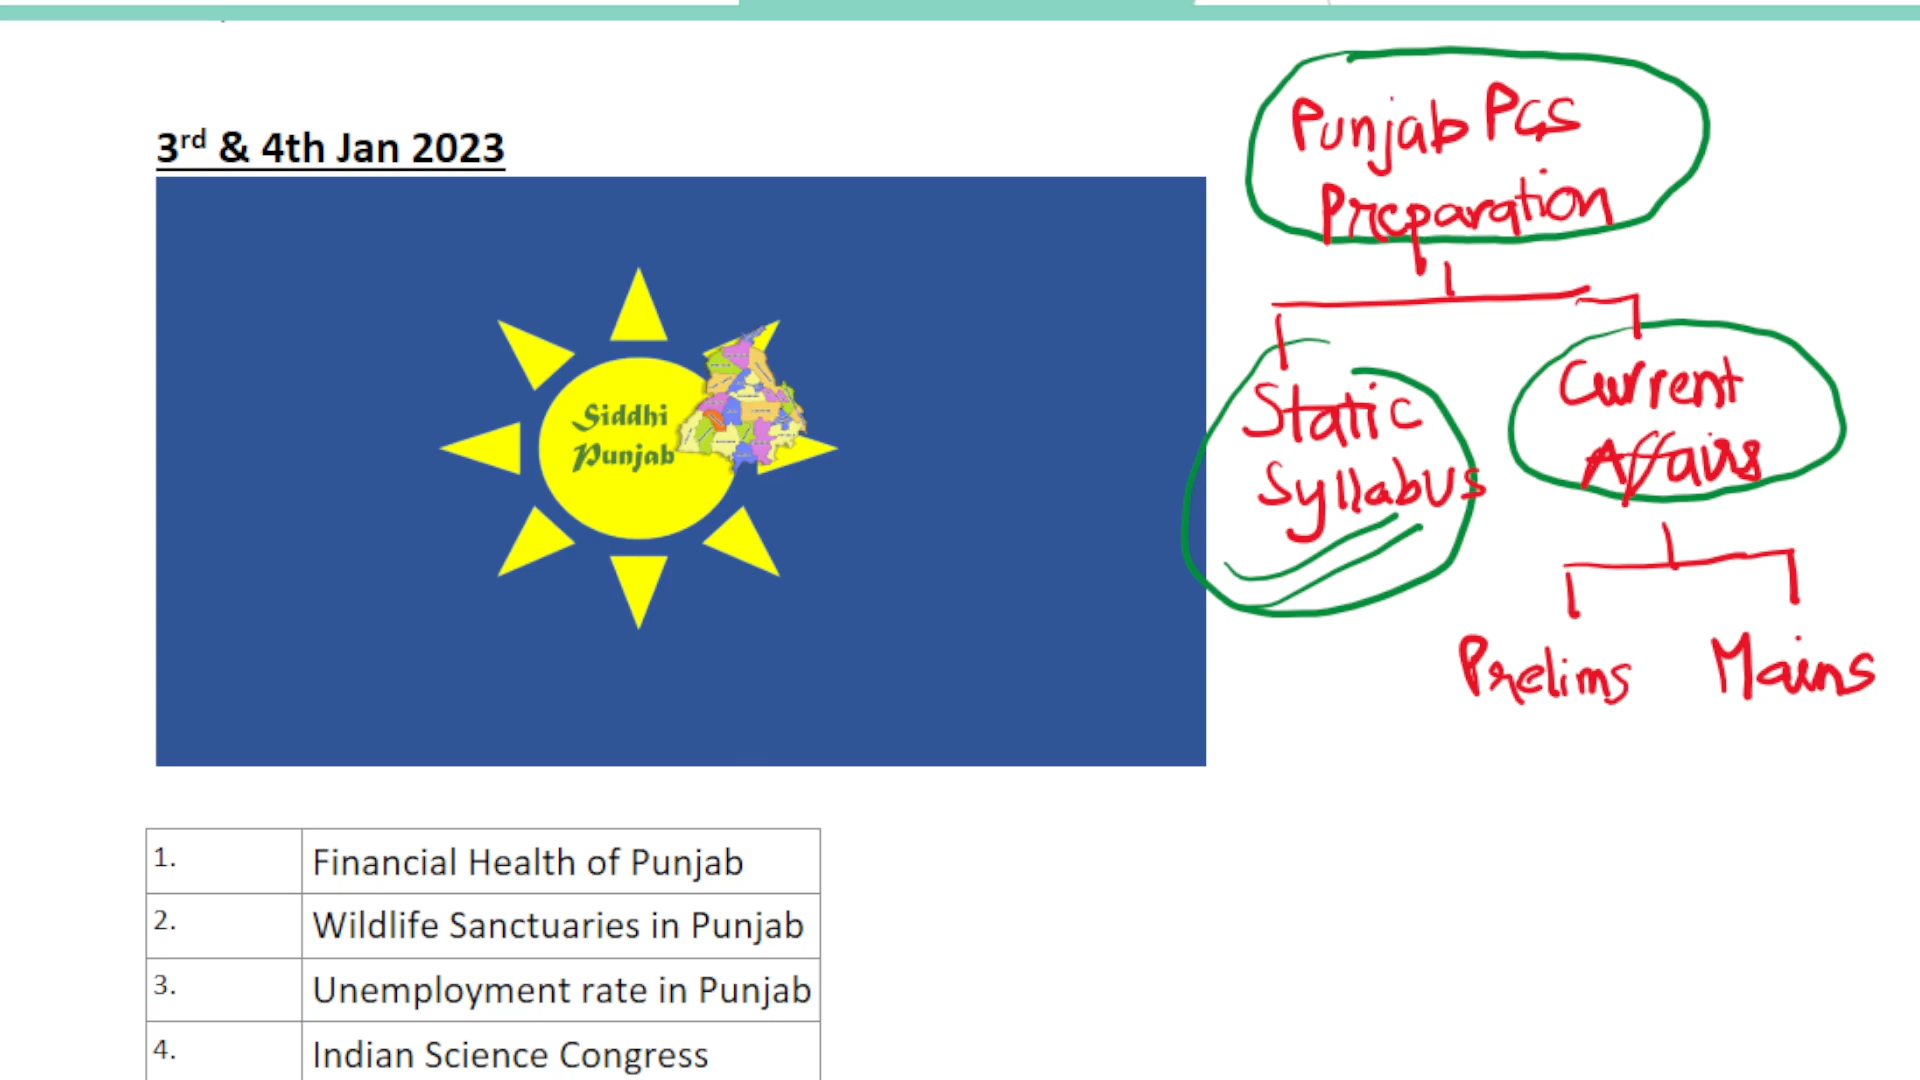 3rd & 4th Jan 2023
Siddhi
Punjab
Punjab PCS
Preparation
Static
Syllabus
Current
Affairs
Prelims
Mains
1. Financial Health of Punjab
2. Wildlife Sanctuaries in Punjab
3. Unemployment rate in Punjab
4. Indian Science Congress